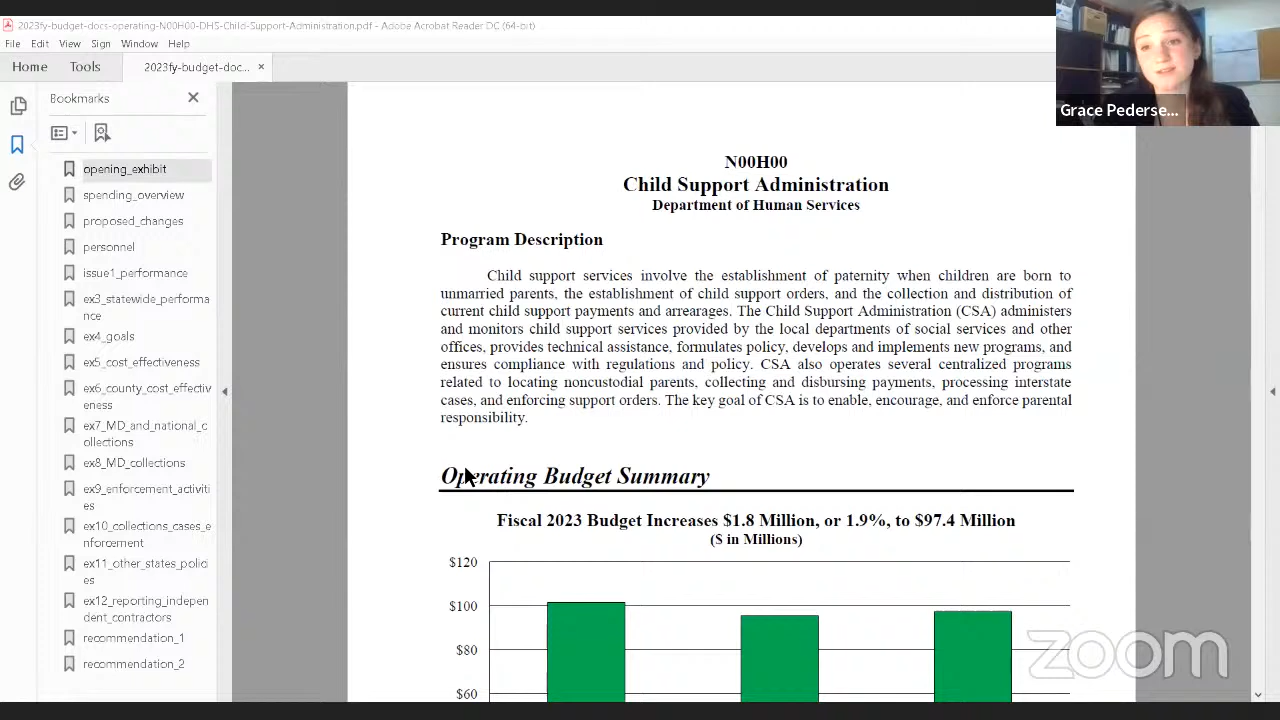 2023fy-budget-docs-operating-N00H00-DHS-Child-Support-Administration.pdf - Adobe Acrobat Reader DC (64-bit)
File Edit View Sign Window Help
Home Tools 2023fy-budget-doc... ×
Grace Pederse...
Bookmarks
opening_exhibit
spending_overview
proposed_changes
personnel
issue1_performance
ex3_statewide_performa
nce
ex4_goals
ex5_cost_effectiveness
ex6_county_cost_effectiv
eness
ex7_MD_and_national_c
ollections
ex8_MD_collections
ex9_enforcement_activiti
es
ex10_collections_cases_e
nforcement
ex11_other_states_polici
es
ex12_reporting_indepen
dent_contractors
recommendation_1
recommendation_2
N00H00
Child Support Administration
Department of Human Services
Program Description
Child support services involve the establishment of paternity when children are born to
unmarried parents, the establishment of child support orders, and the collection and distribution of
current child support payments and arrearages. The Child Support Administration (CSA) administers
and monitors child support services provided by the local departments of social services and other
offices, provides technical assistance, formulates policy, develops and implements new programs, and
ensures compliance with regulations and policy. CSA also operates several centralized programs
related to locating noncustodial parents, collecting and disbursing payments, processing interstate
cases, and enforcing support orders. The key goal of CSA is to enable, encourage, and enforce parental
responsibility.
Operating Budget Summary
Fiscal 2023 Budget Increases $1.8 Million, or 1.9%, to $97.4 Million
($ in Millions)
$120
$100
$80
$60
zoom